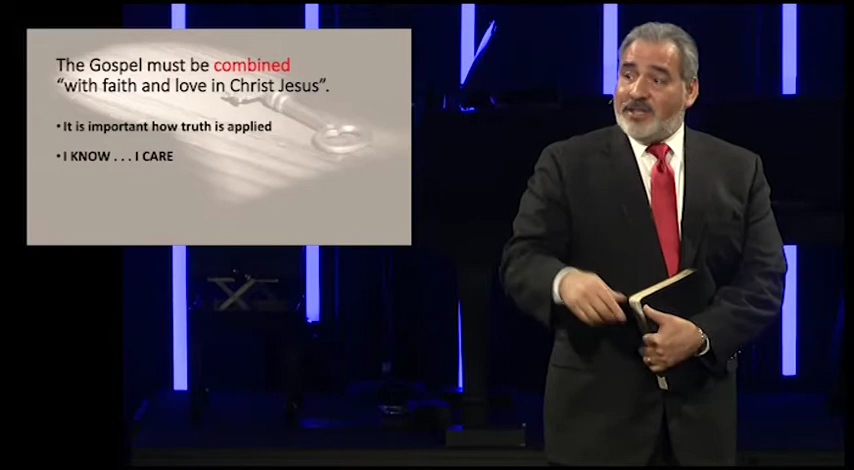 The Gospel must be combined
“with faith and love in Christ Jesus”.
• It is important how truth is applied
• I KNOW . . . I CARE